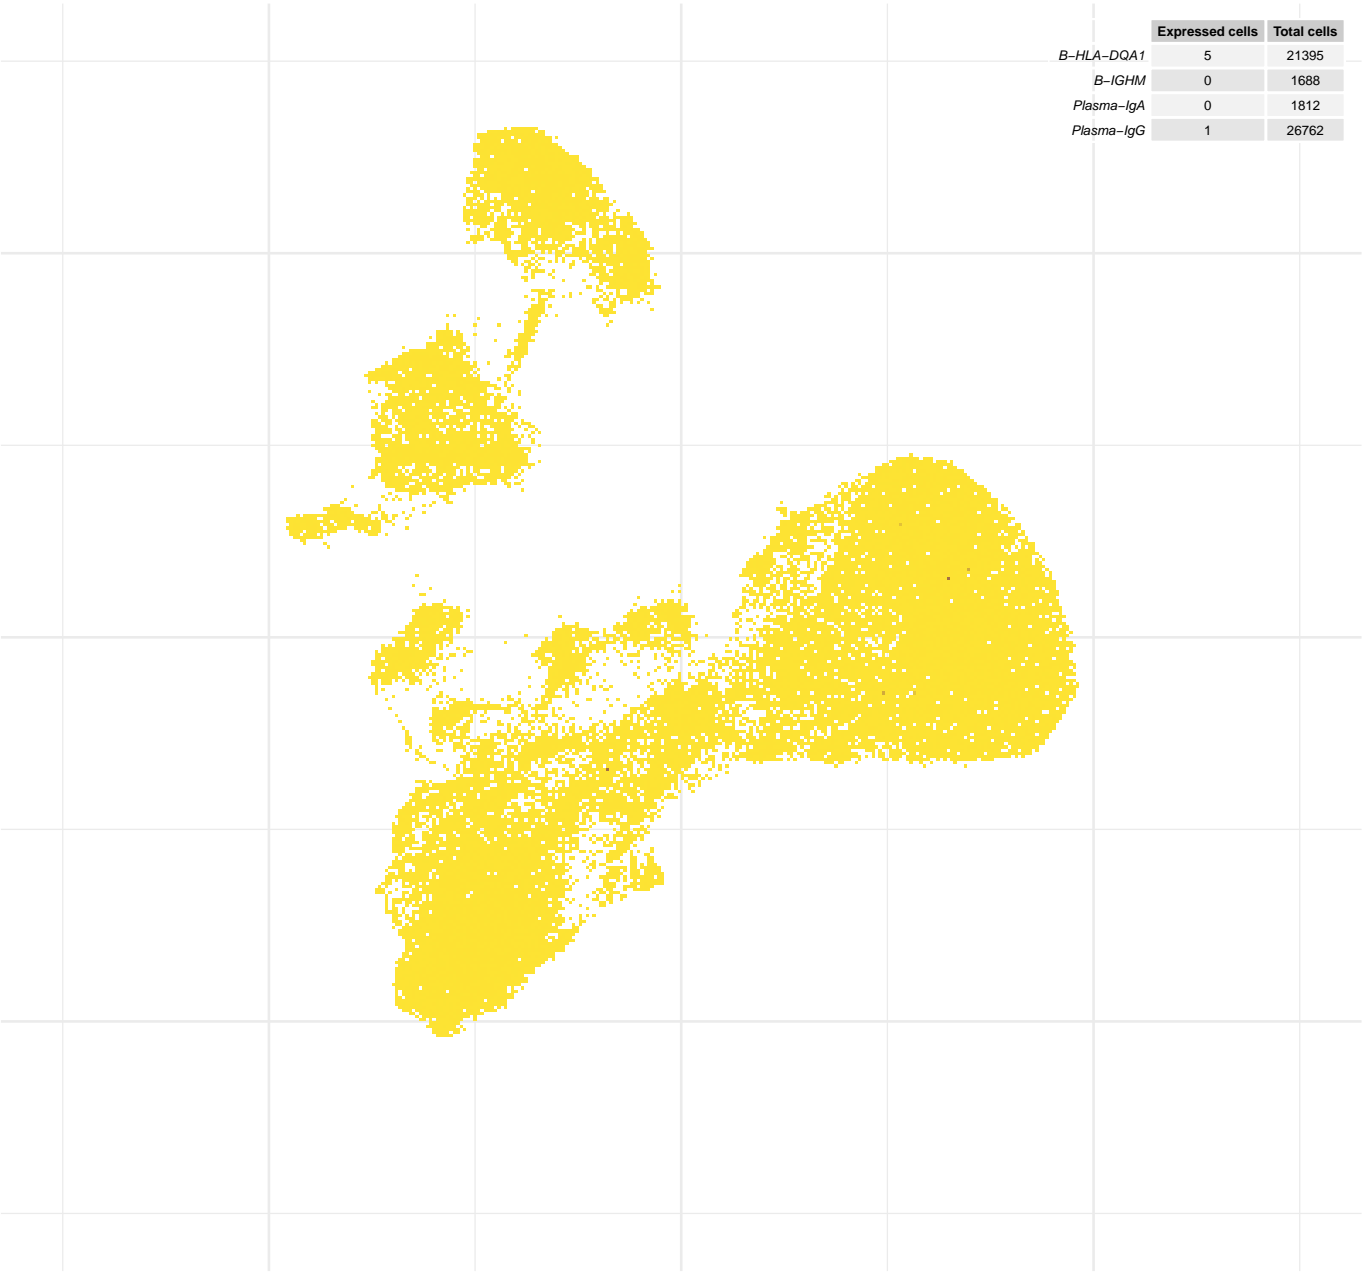 Expressed cells Total cells
B−HLA−DQA1 5 21395
B−IGHM 0 1688
Plasma−IgA 0 1812
Plasma−IgG 1 26762